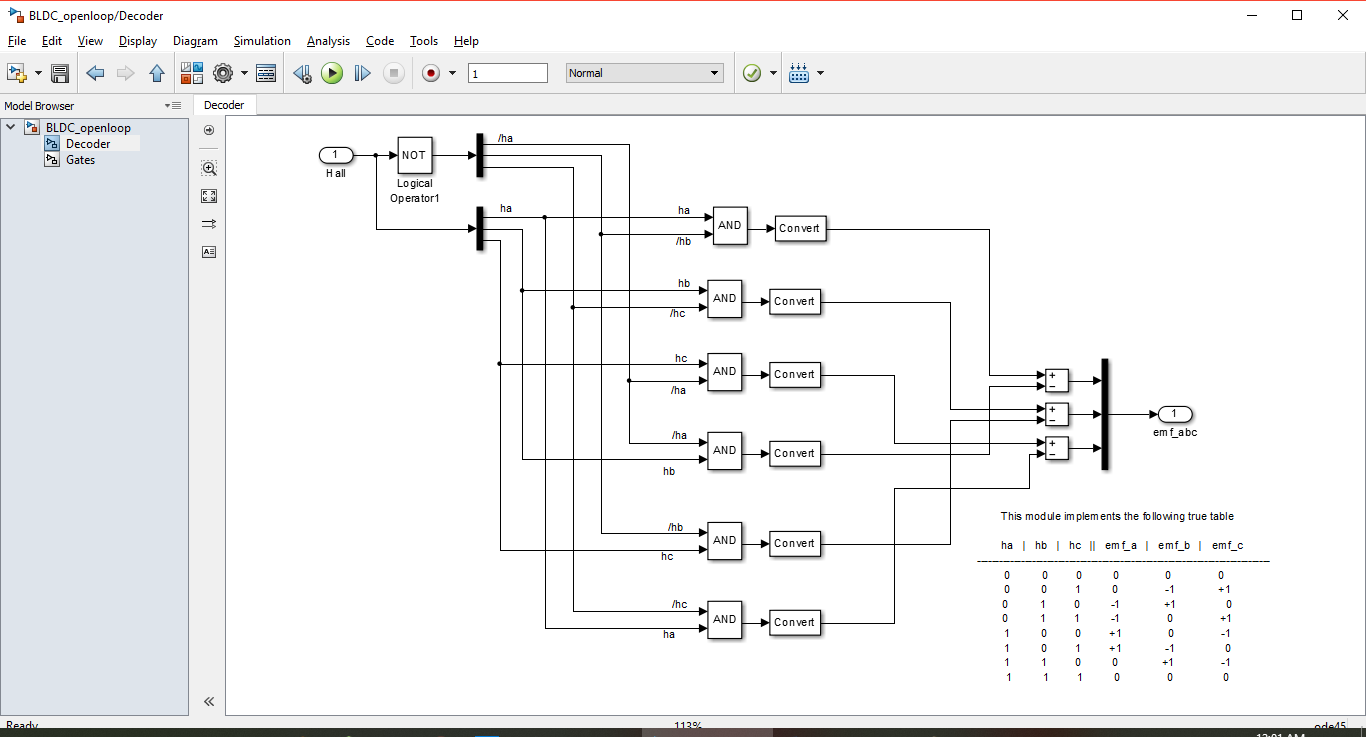 BLDC_openloop/Decoder
File Edit View Display Diagram Simulation Analysis Code Tools Help
1
Normal
Model Browser
Decoder
BLDC_openloop
Decoder
Gates
1
Hall
NOT
Logical
Operator1
/ha
ha
ha
/hb
AND
Convert
hb
/hc
AND
Convert
hc
/ha
AND
Convert
/ha
hb
AND
Convert
/hb
hc
AND
Convert
/hc
ha
AND
Convert
+
−
+
−
+
−
1
emf_abc
This module implements the following true table
ha | hb | hc || emf_a | emf_b | emf_c
0 0 0 0 0 0
0 0 1 0 -1 +1
0 1 0 -1 +1 0
0 1 1 -1 0 +1
1 0 0 +1 0 -1
1 0 1 +1 -1 0
1 1 0 0 +1 -1
1 1 1 0 0 0
Ready
113%
ode45
12:01 AM